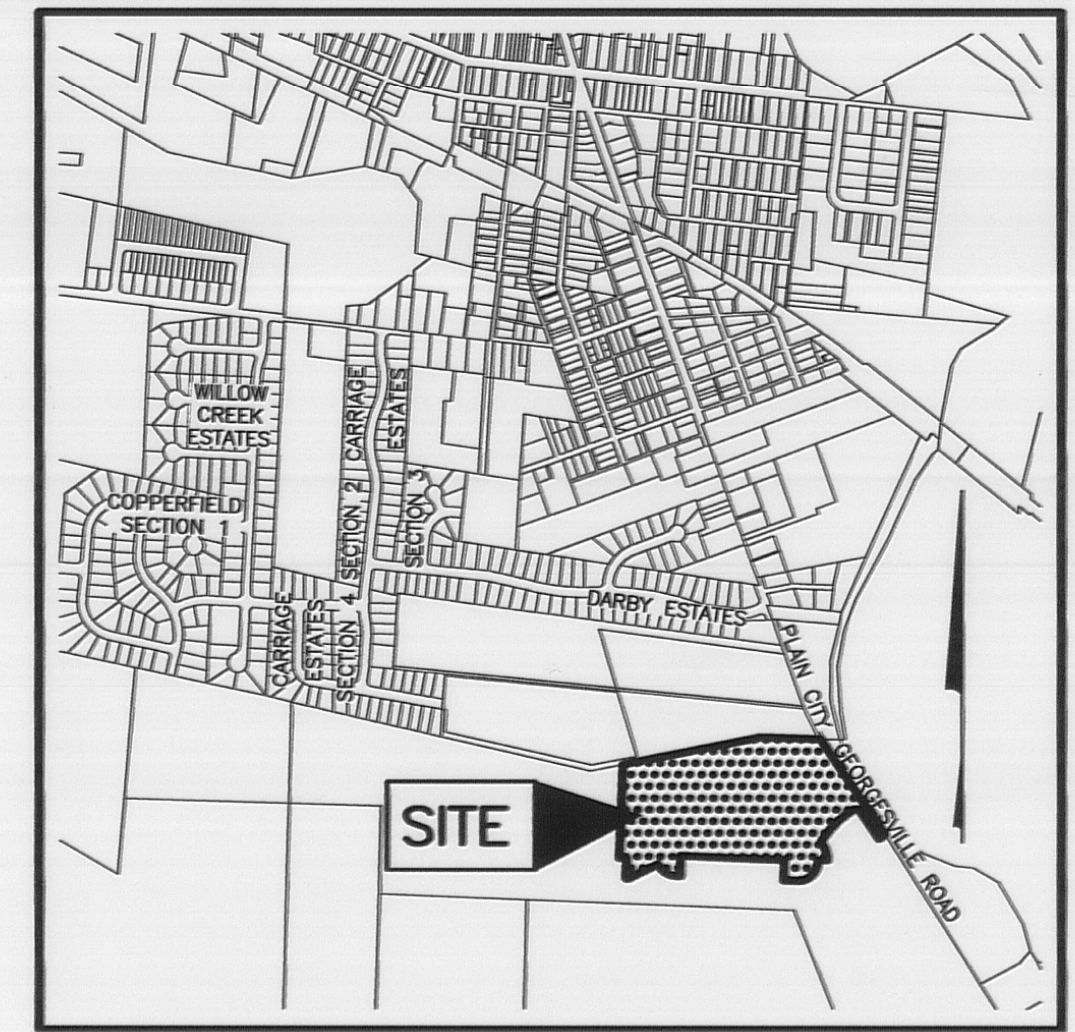 WILLOW
CREEK
ESTATES
COPPERFIELD
SECTION 1
SECTION 2 CARRIAGE
ESTATES
SECTION 3
CARRIAGE
ESTATES
SECTION 4
DARBY ESTATES
PLAIN CITY GEORGESVILLE ROAD
SITE